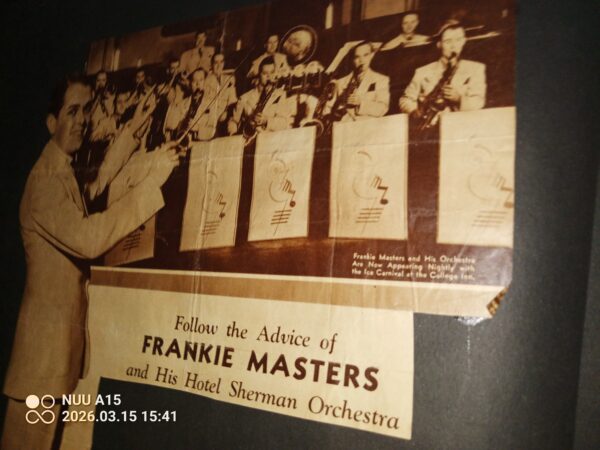 Frankie Masters and His Orchestra
Are Now Appearing Nightly with
the Ice Carnival at the College Inn.
Follow the Advice of
FRANKIE MASTERS
and His Hotel Sherman Orchestra
NUU A15
2026.03.15 15:41